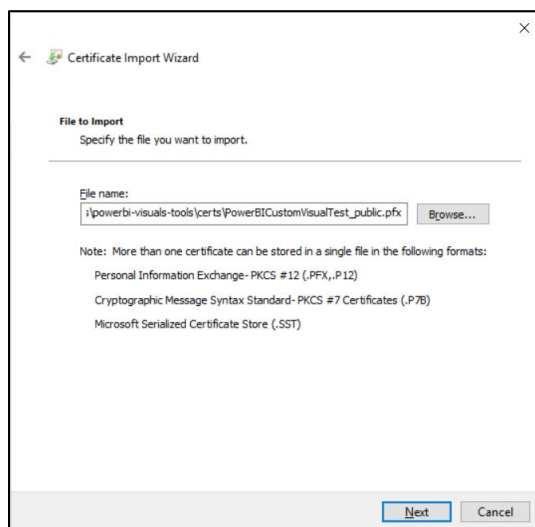 Certificate Import Wizard
File to Import
Specify the file you want to import.
File name:
\powerbi-visuals-tools\certs\PowerBICustomVisualTest_public.pfx
Browse...
Note: More than one certificate can be stored in a single file in the following formats:
Personal Information Exchange- PKCS #12 (.PFX,.P12)
Cryptographic Message Syntax Standard- PKCS #7 Certificates (.P7B)
Microsoft Serialized Certificate Store (.SST)
Next
Cancel